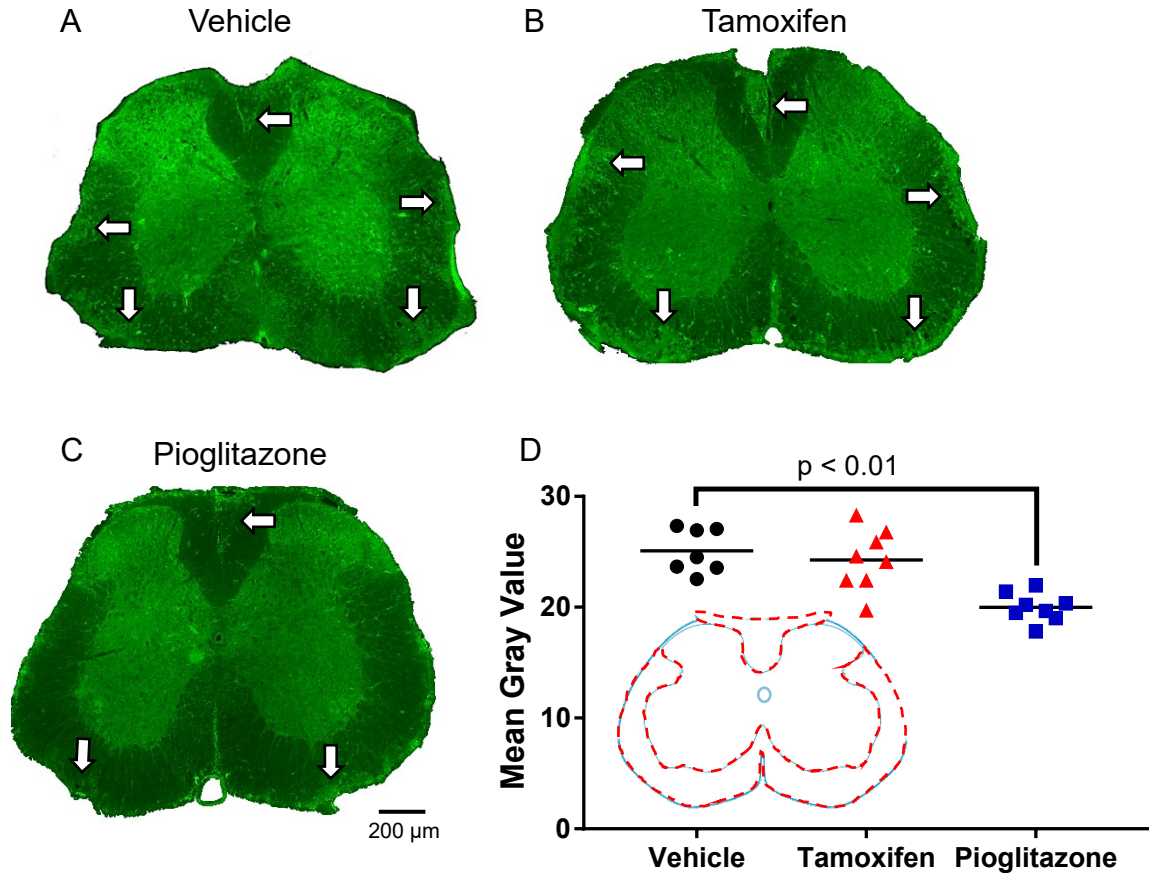 A
Vehicle
B
Tamoxifen
C
Pioglitazone
200 µm
D
p < 0.01
Mean Gray Value
30
20
10
0
Vehicle
Tamoxifen
Pioglitazone